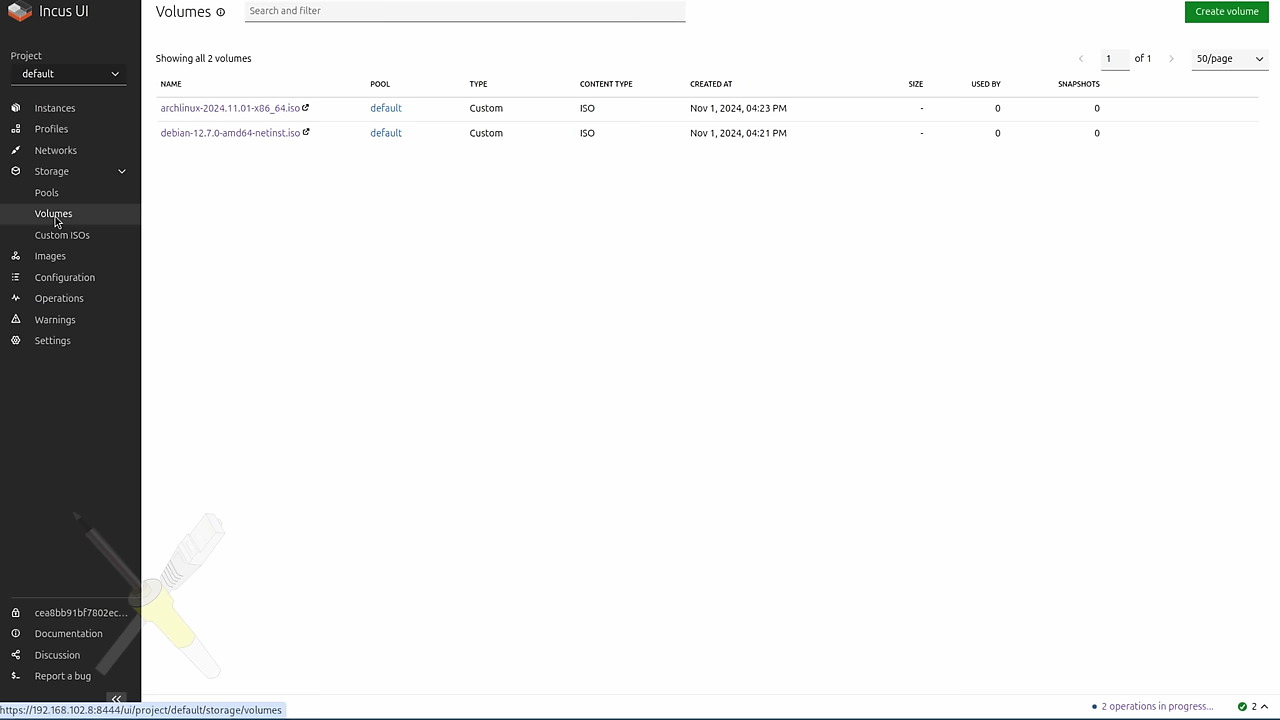 Incus UI
Project
default
Instances
Profiles
Networks
Storage
Pools
Volumes
Custom ISOs
Images
Configuration
Operations
Warnings
Settings
cea8bb91bf7802ec...
Documentation
Discussion
Report a bug
https://192.168.102.8:8444/ui/project/default/storage/volumes
Volumes
Search and filter
Create volume
Showing all 2 volumes
1 of 1
50/page
NAME POOL TYPE CONTENT TYPE CREATED AT SIZE USED BY SNAPSHOTS
archlinux-2024.11.01-x86_64.iso default Custom ISO Nov 1, 2024, 04:23 PM - 0 0
debian-12.7.0-amd64-netinst.iso default Custom ISO Nov 1, 2024, 04:21 PM - 0 0
2 operations in progress...
2